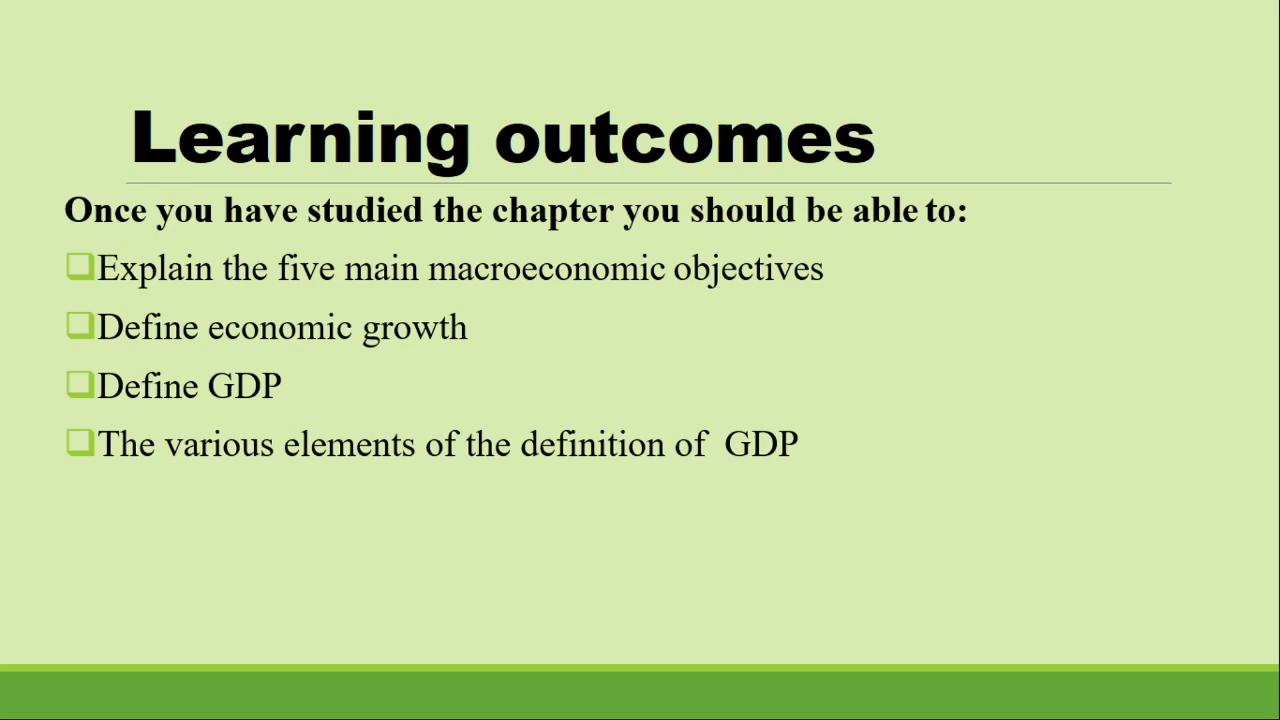 Learning outcomes
Once you have studied the chapter you should be able to:
❑Explain the five main macroeconomic objectives
❑Define economic growth
❑Define GDP
❑The various elements of the definition of  GDP